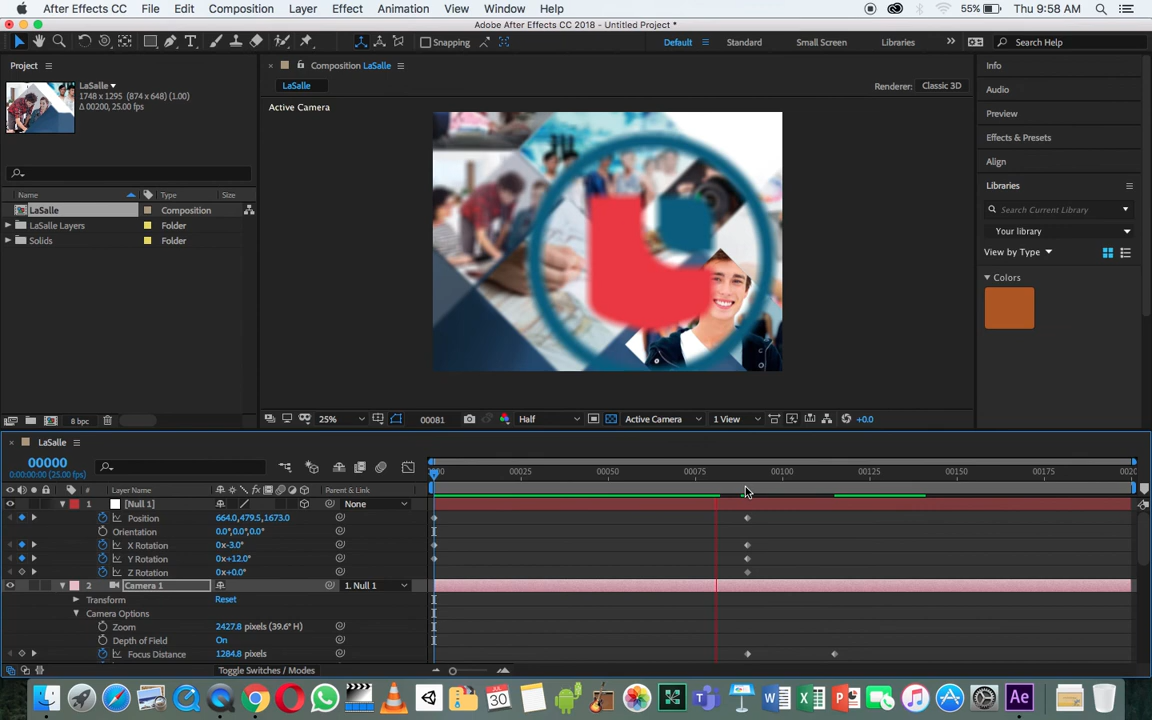 After Effects CC File Edit Composition Layer Effect Animation View Window Help 55% Thu 9:58 AM
Adobe After Effects CC 2018 - Untitled Project *
Snapping Default Standard Small Screen Libraries Search Help
Project
LaSalle
1748 x 1295 (874 x 648) (1.00)
Δ 00200, 25.00 fps
Name Type Size
LaSalle Composition
LaSalle Layers Folder
Solids Folder
8 bpc
Composition LaSalle
LaSalle
Renderer: Classic 3D
Active Camera
25% 00081 Half Active Camera 1 View +0.0
Info
Audio
Preview
Effects & Presets
Align
Libraries
Search Current Library
Your library
View by Type
Colors
LaSalle
00000
0:00:00:00 (25.00 fps)
00025 00050 00075 00100 00125 00150 00175
# Layer Name Parent & Link
1 [Null 1] None
Position 664.0,479.5,1673.0
Orientation 0.0°,0.0°,0.0°
X Rotation 0x-3.0°
Y Rotation 0x+12.0°
Z Rotation 0x+0.0°
2 Camera 1 1. Null 1
Transform Reset
Camera Options
Zoom 2427.8 pixels (39.6° H)
Depth of Field On
Focus Distance 1284.8 pixels
Toggle Switches / Modes